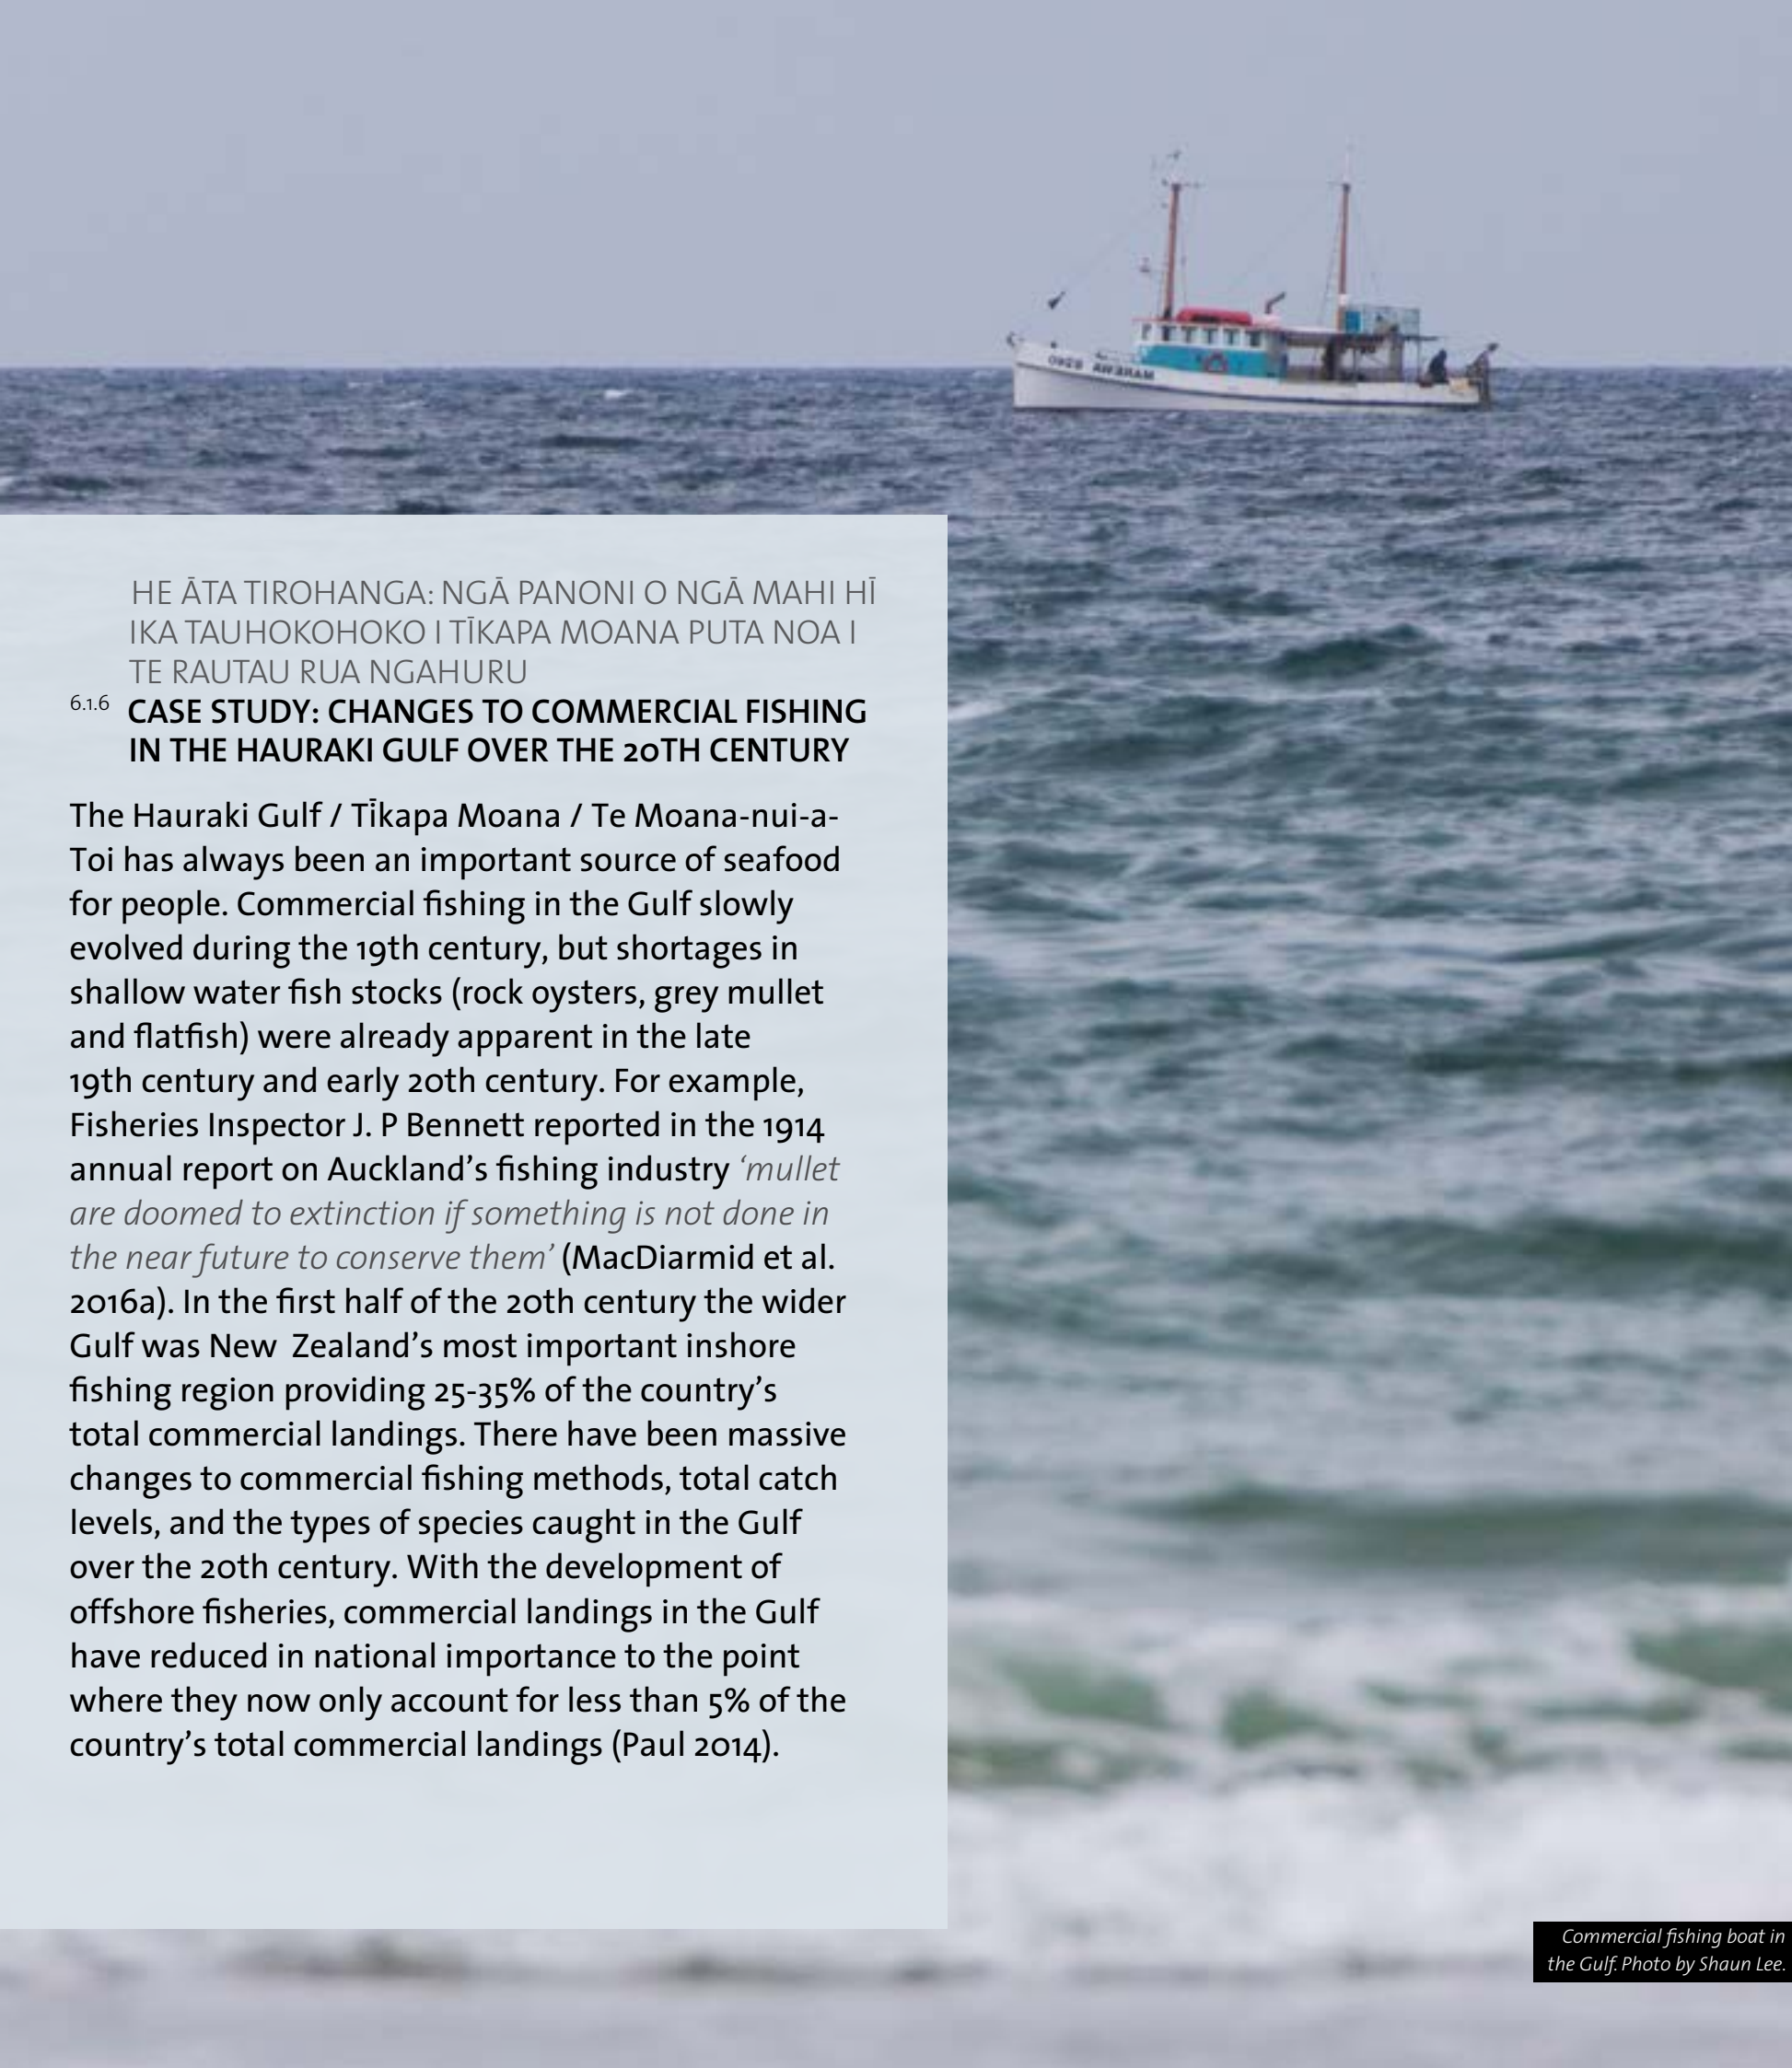 HE ĀTA TIROHANGA: NGĀ PANONI O NGĀ MAHI HĪ
IKA TAUHOKOHOKO I TĪKAPA MOANA PUTA NOA I
TE RAUTAU RUA NGAHURU
6.1.6 CASE STUDY: CHANGES TO COMMERCIAL FISHING
IN THE HAURAKI GULF OVER THE 20TH CENTURY
The Hauraki Gulf / Tīkapa Moana / Te Moana-nui-a-
Toi has always been an important source of seafood
for people. Commercial fishing in the Gulf slowly
evolved during the 19th century, but shortages in
shallow water fish stocks (rock oysters, grey mullet
and flatfish) were already apparent in the late
19th century and early 20th century. For example,
Fisheries Inspector J. P Bennett reported in the 1914
annual report on Auckland’s fishing industry ‘mullet
are doomed to extinction if something is not done in
the near future to conserve them’ (MacDiarmid et al.
2016a). In the first half of the 20th century the wider
Gulf was New  Zealand’s most important inshore
fishing region providing 25-35% of the country’s
total commercial landings. There have been massive
changes to commercial fishing methods, total catch
levels, and the types of species caught in the Gulf
over the 20th century. With the development of
offshore fisheries, commercial landings in the Gulf
have reduced in national importance to the point
where they now only account for less than 5% of the
country’s total commercial landings (Paul 2014).
Commercial fishing boat in
the Gulf. Photo by Shaun Lee.